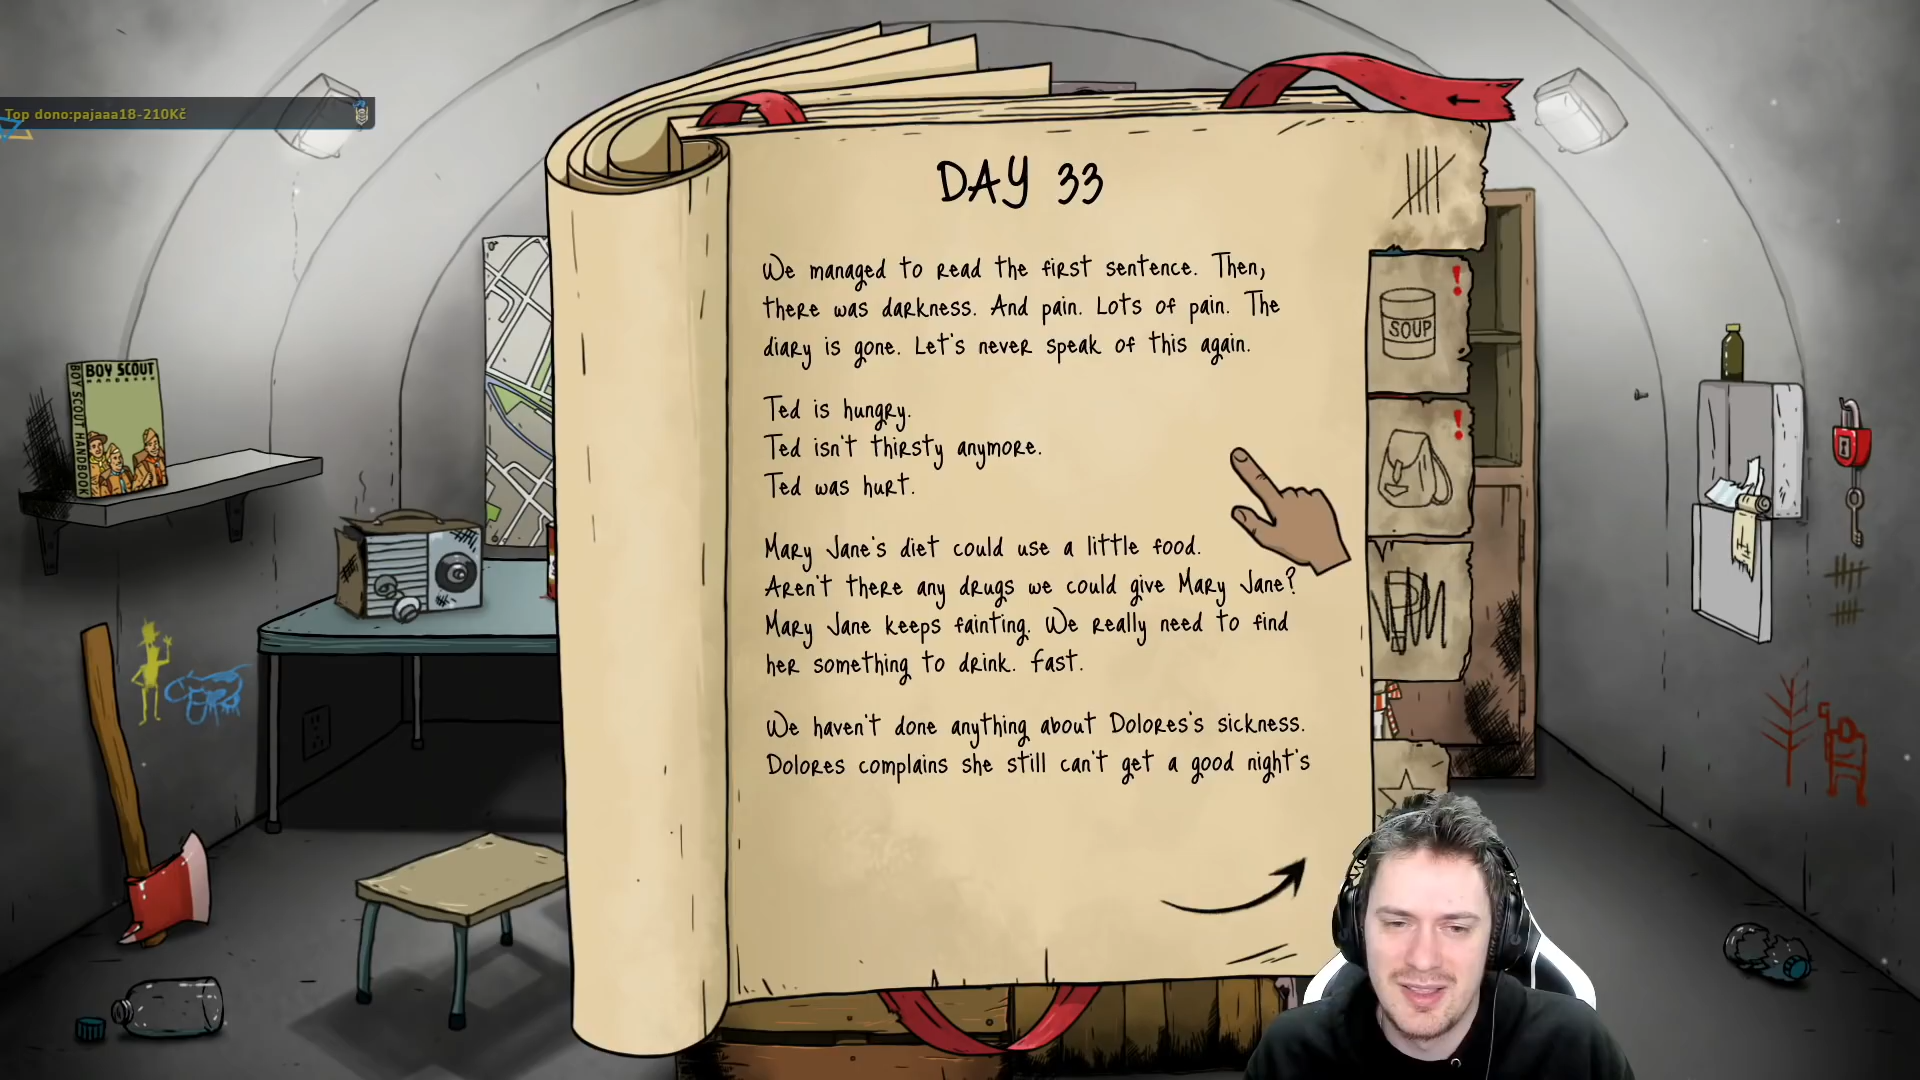 Top dono:pajaaa18-210Kč
DAY 33
We managed to read the first sentence. Then,
there was darkness. And pain. Lots of pain. The
diary is gone. Let's never speak of this again.
Ted is hungry.
Ted isn't thirsty anymore.
Ted was hurt.
Mary Jane's diet could use a little food.
Aren't there any drugs we could give Mary Jane?
Mary Jane keeps fainting. We really need to find
her something to drink. Fast.
We haven't done anything about Dolores's sickness.
Dolores complains she still can't get a good night's
!
SOUP
!
BOY SCOUT
HANDBOOK
BOY SCOUT HANDBOOK